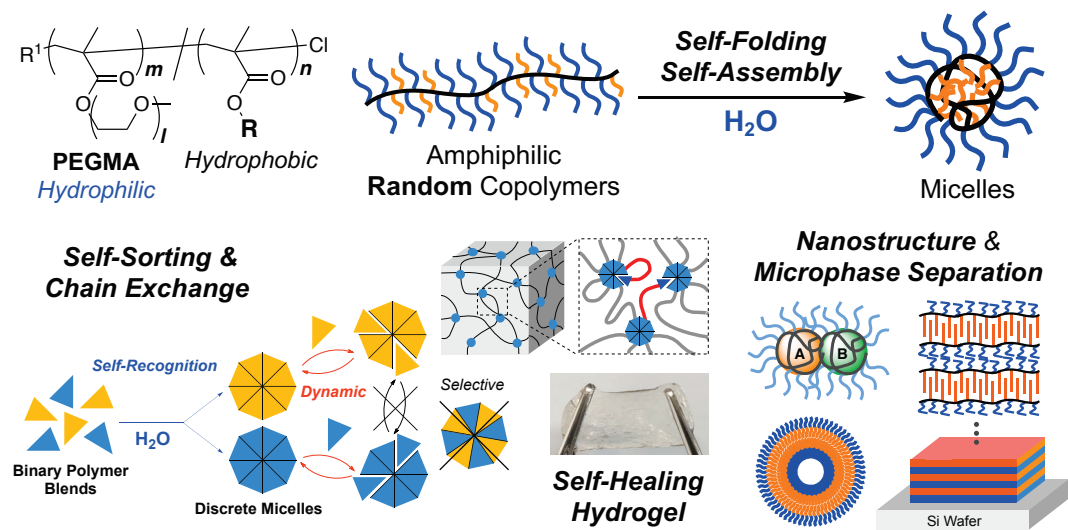 R¹
O
O
m
l
PEGMA
Hydrophilic
O
O
R
n
Cl
Hydrophobic
Amphiphilic
Random Copolymers
Self-Folding
Self-Assembly
H₂O
Micelles
Self-Sorting &
Chain Exchange
Self-Recognition
H₂O
Binary Polymer
Blends
Dynamic
Discrete Micelles
Selective
Self-Healing
Hydrogel
Nanostructure &
Microphase Separation
A
B
Si Wafer